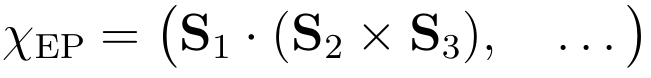 χ_EP = (S₁ · (S₂ × S₃), ...)